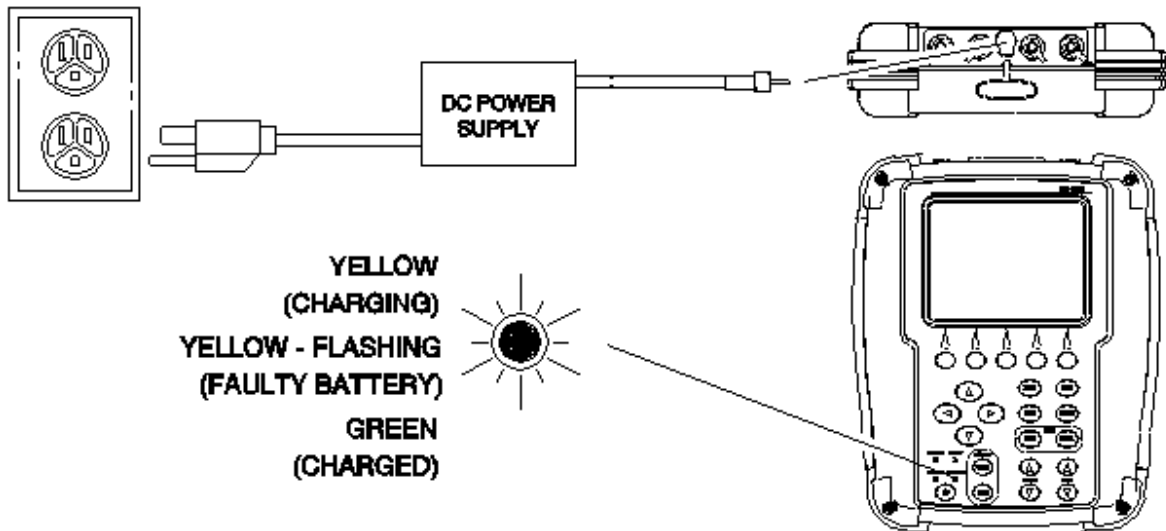 DC POWER
SUPPLY
YELLOW
(CHARGING)
YELLOW - FLASHING
(FAULTY BATTERY)
GREEN
(CHARGED)